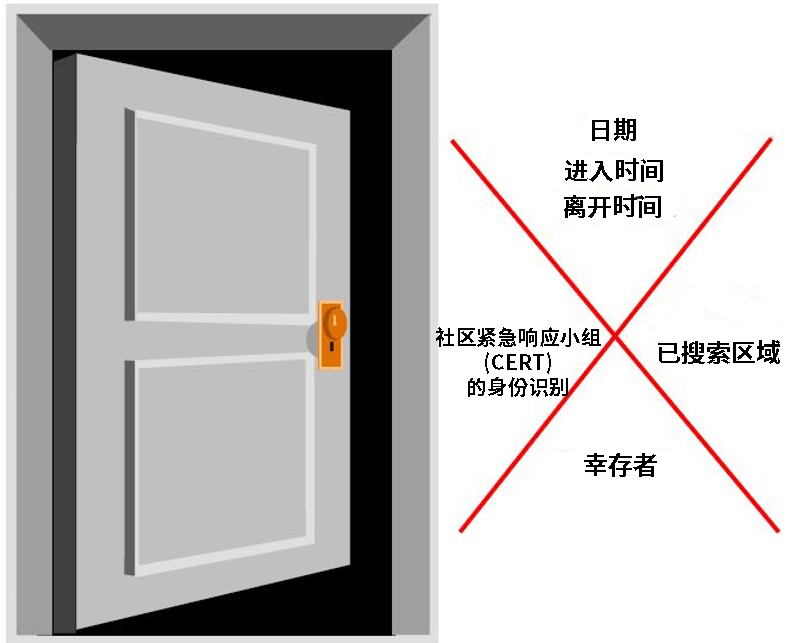 日期
进入时间
离开时间
社区紧急响应小组
(CERT)
的身份识别
已搜索区域
幸存者